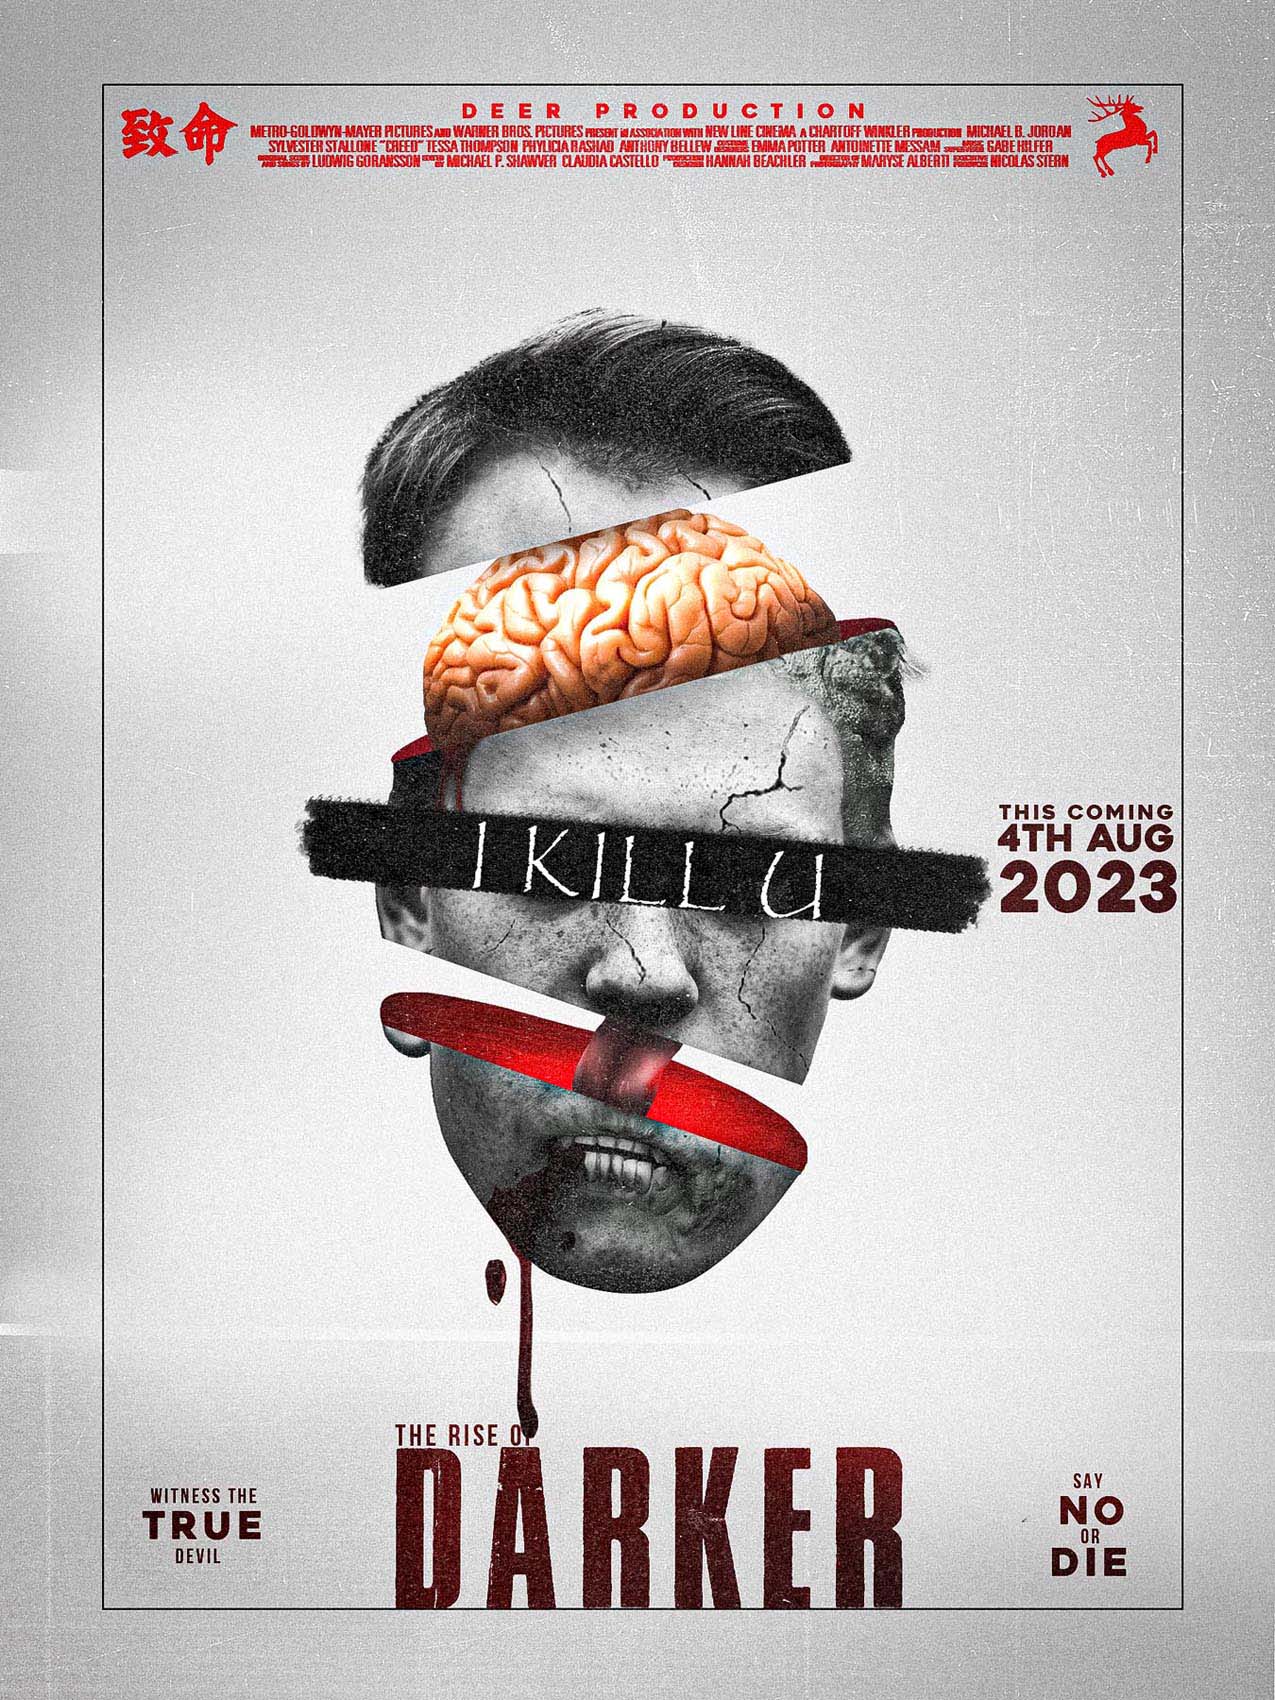 DEER PRODUCTION
致命
METRO-GOLDWYN-MAYER PICTURES AND WARNER BROS. PICTURES PRESENT IN ASSOCIATION WITH NEW LINE CINEMA A CHARTOFF WINKLER PRODUCTION MICHAEL B. JORDAN
SYLVESTER STALLONE "CREED" TESSA THOMPSON PHYLICIA RASHAD ANTHONY BELLEW EMMA POTTER ANTOINETTE MESSAM GABE HILFER
LUDWIG GORANSSON MICHAEL P. SHAWVER CLAUDIA CASTELLO HANNAH BEACHLER MARYSE ALBERTI NICOLAS STERN
I KILL U
THIS COMING
4TH AUG
2023
THE RISE OF
DARKER
WITNESS THE
TRUE
DEVIL
SAY
NO
OR
DIE